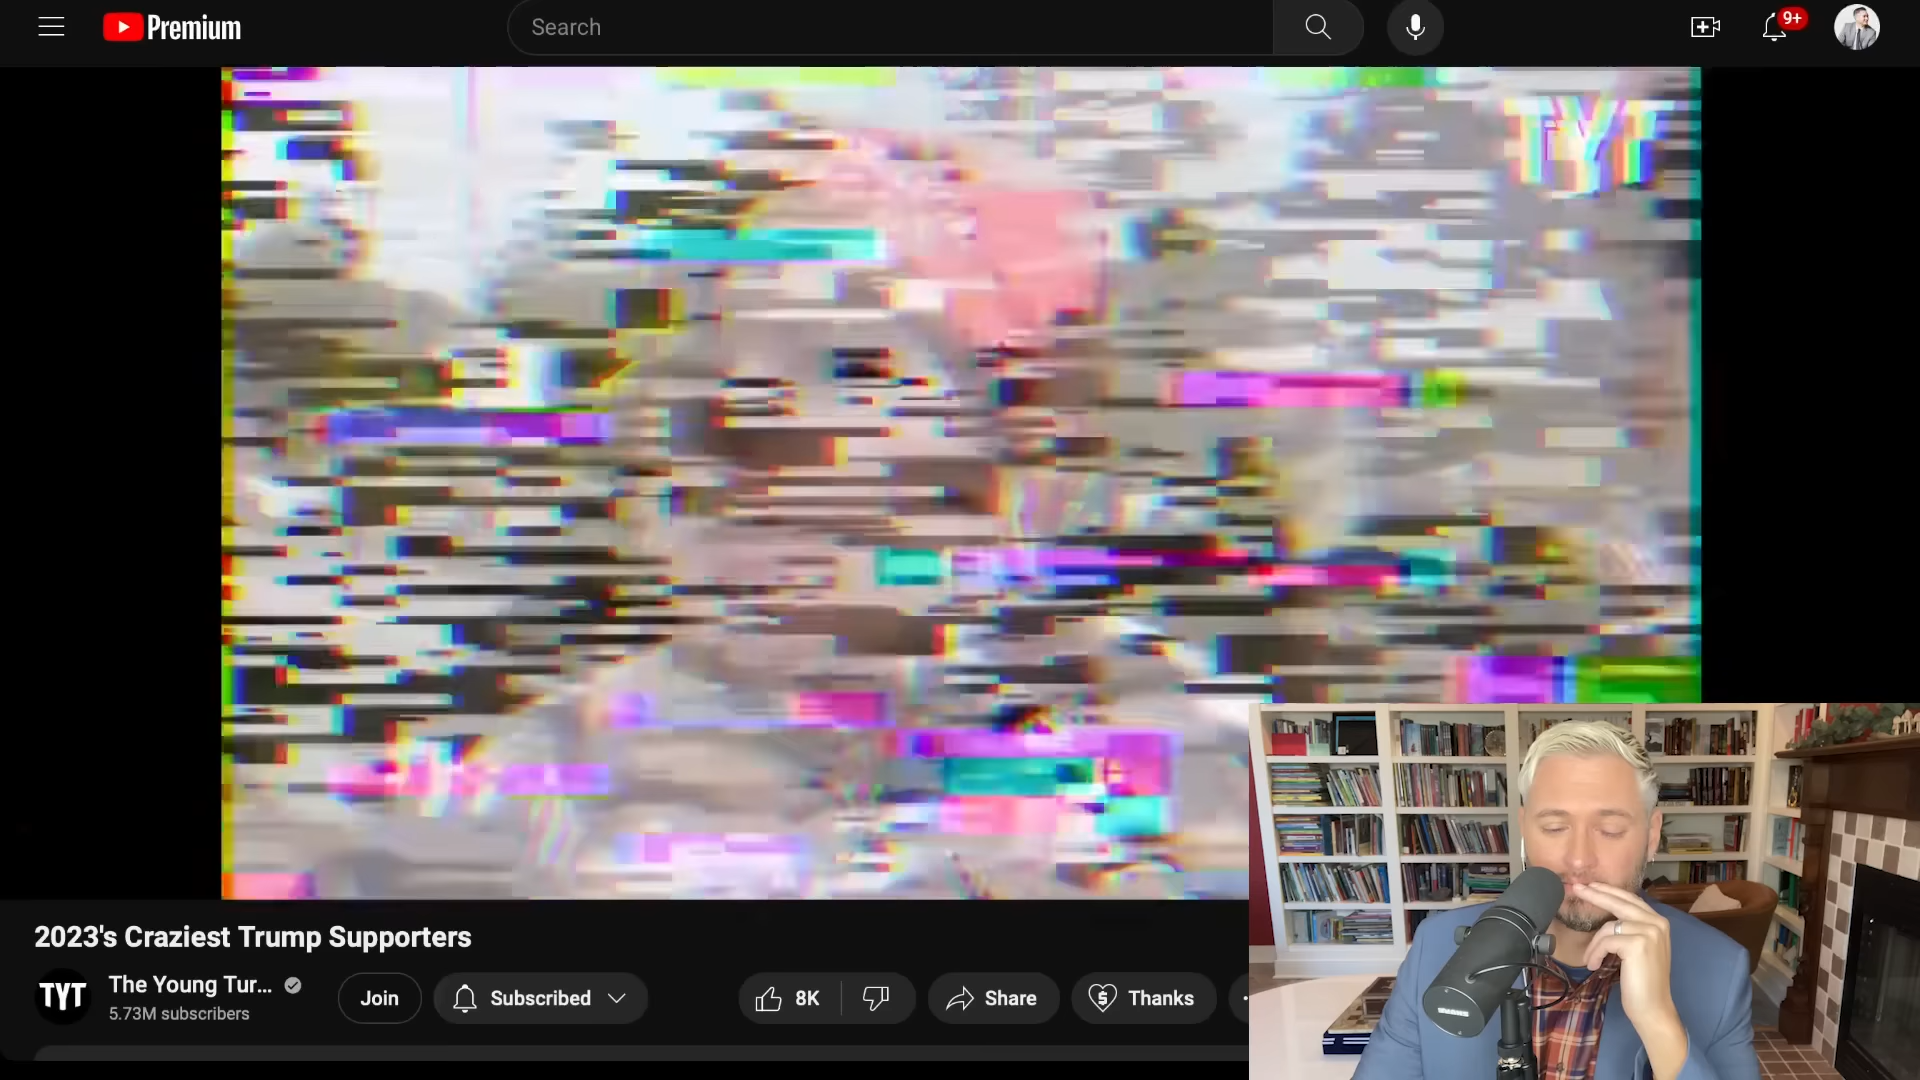 Premium
Search
9+
TYT
2023's Craziest Trump Supporters
TYT
The Young Tur...
5.73M subscribers
Join
Subscribed
8K
Share
Thanks